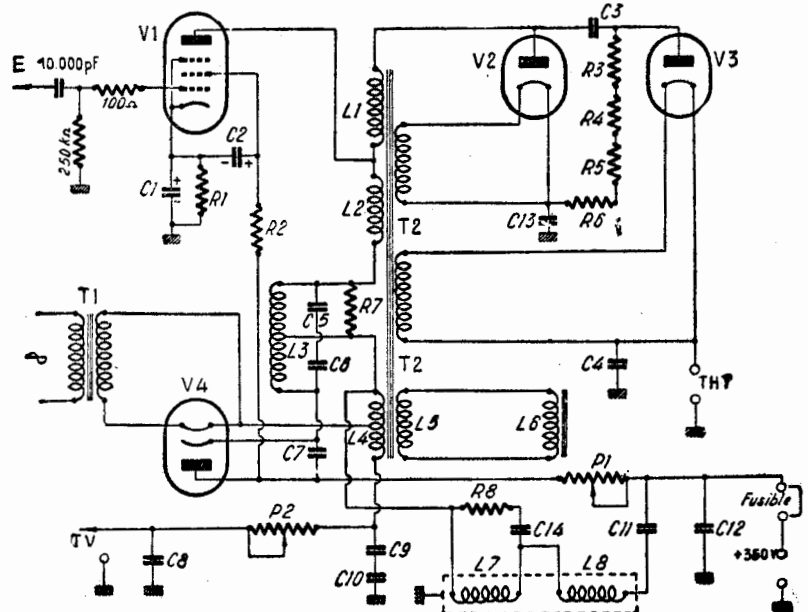 C3
V1
V2
V3
E
10.000pF
R3
100Ω
L1
R4
250kΩ
C2
- +
R5
C1
+
R1
L2
R2
C13
R6
T2
T1
R7
C5
L3
C6
T2
C4
THT
V4
L4
L5
L6
C7
P1
R8
P2
Fusible
C14
C11
C12
TV
C8
C9
+350V
C10
L7
L8